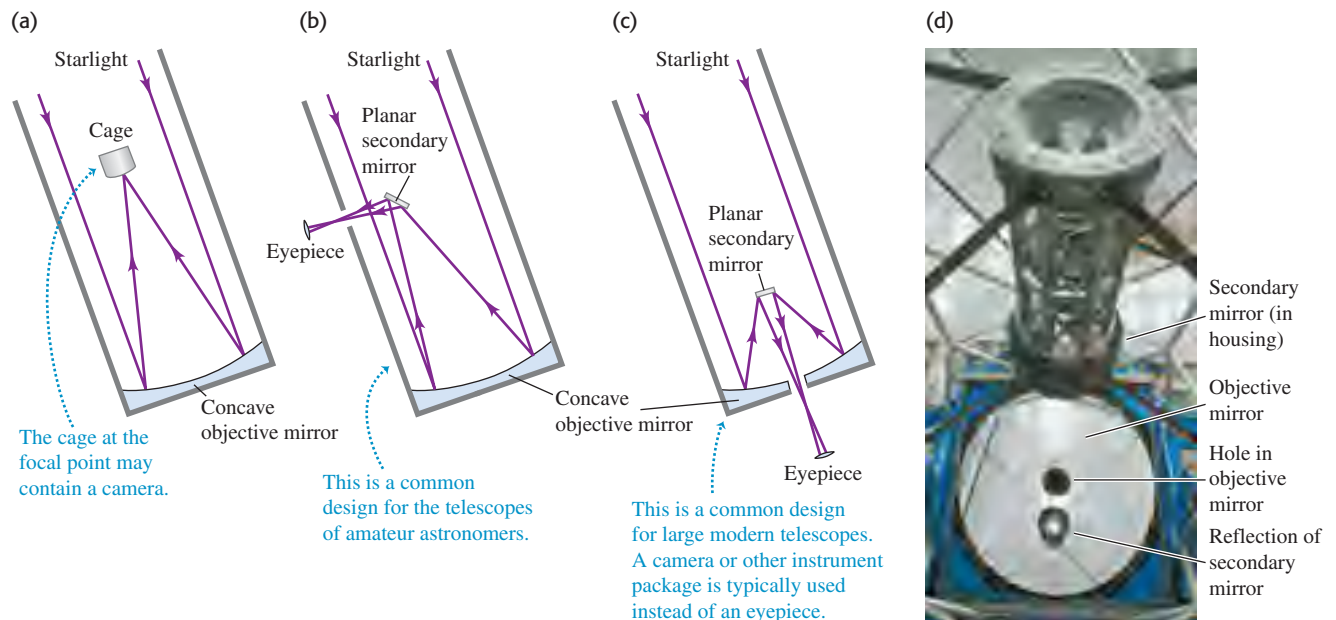 (a)
Starlight
Cage
Concave
objective mirror
The cage at the
focal point may
contain a camera.
(b)
Starlight
Planar
secondary
mirror
Eyepiece
Concave
objective mirror
This is a common
design for the telescopes
of amateur astronomers.
(c)
Starlight
Planar
secondary
mirror
Eyepiece
This is a common design
for large modern telescopes.
A camera or other instrument
package is typically used
instead of an eyepiece.
(d)
Secondary
mirror (in
housing)
Objective
mirror
Hole in
objective
mirror
Reflection of
secondary
mirror